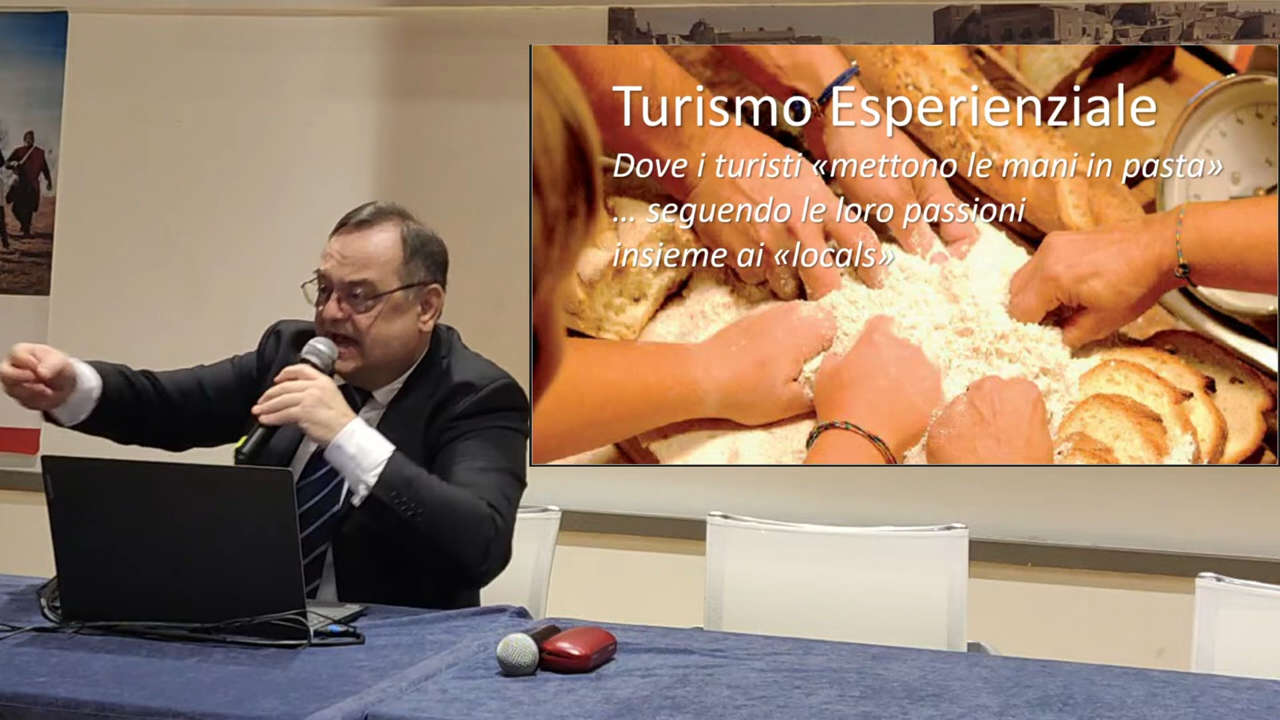 Turismo Esperienziale
Dove i turisti «mettono le mani in pasta»
… seguendo le loro passioni
insieme ai «locals»